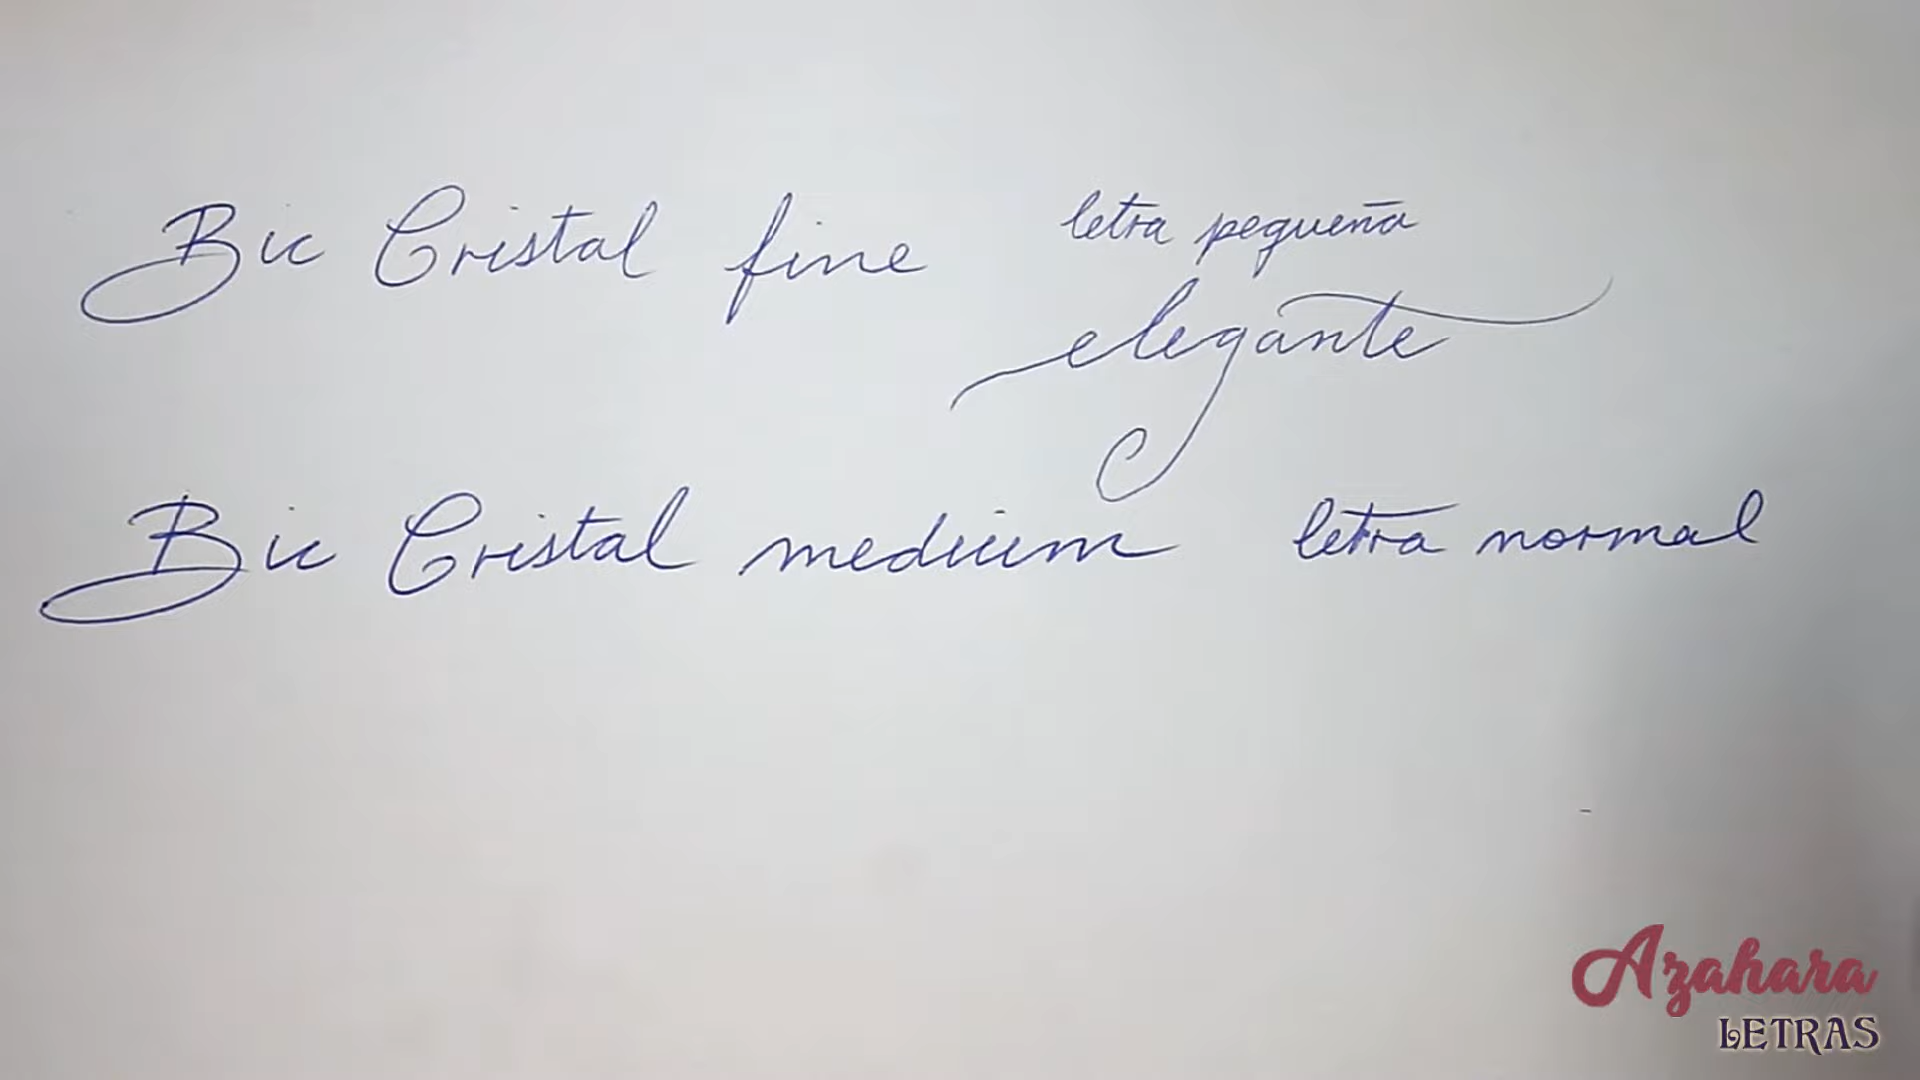 Bic Cristal fine letra pequeña
elegante
Bic Cristal medium letra normal
Azahara
LETRAS